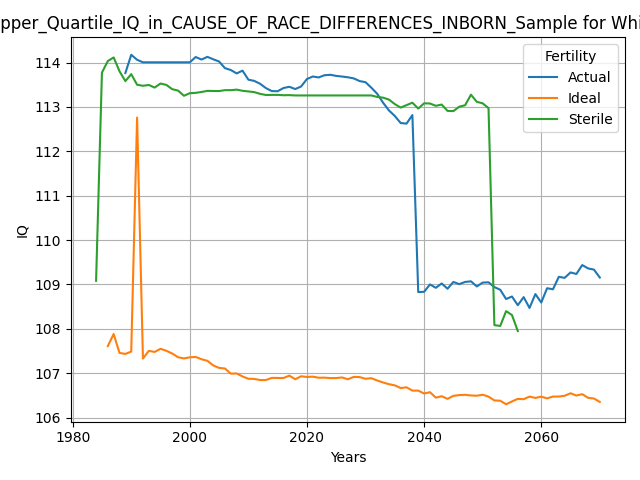 pper_Quartile_IQ_in_CAUSE_OF_RACE_DIFFERENCES_INBORN_Sample for Whi
Fertility
Actual
Ideal
Sterile
114
113
112
111
110
109
108
107
106
IQ
1980
2000
2020
2040
2060
Years